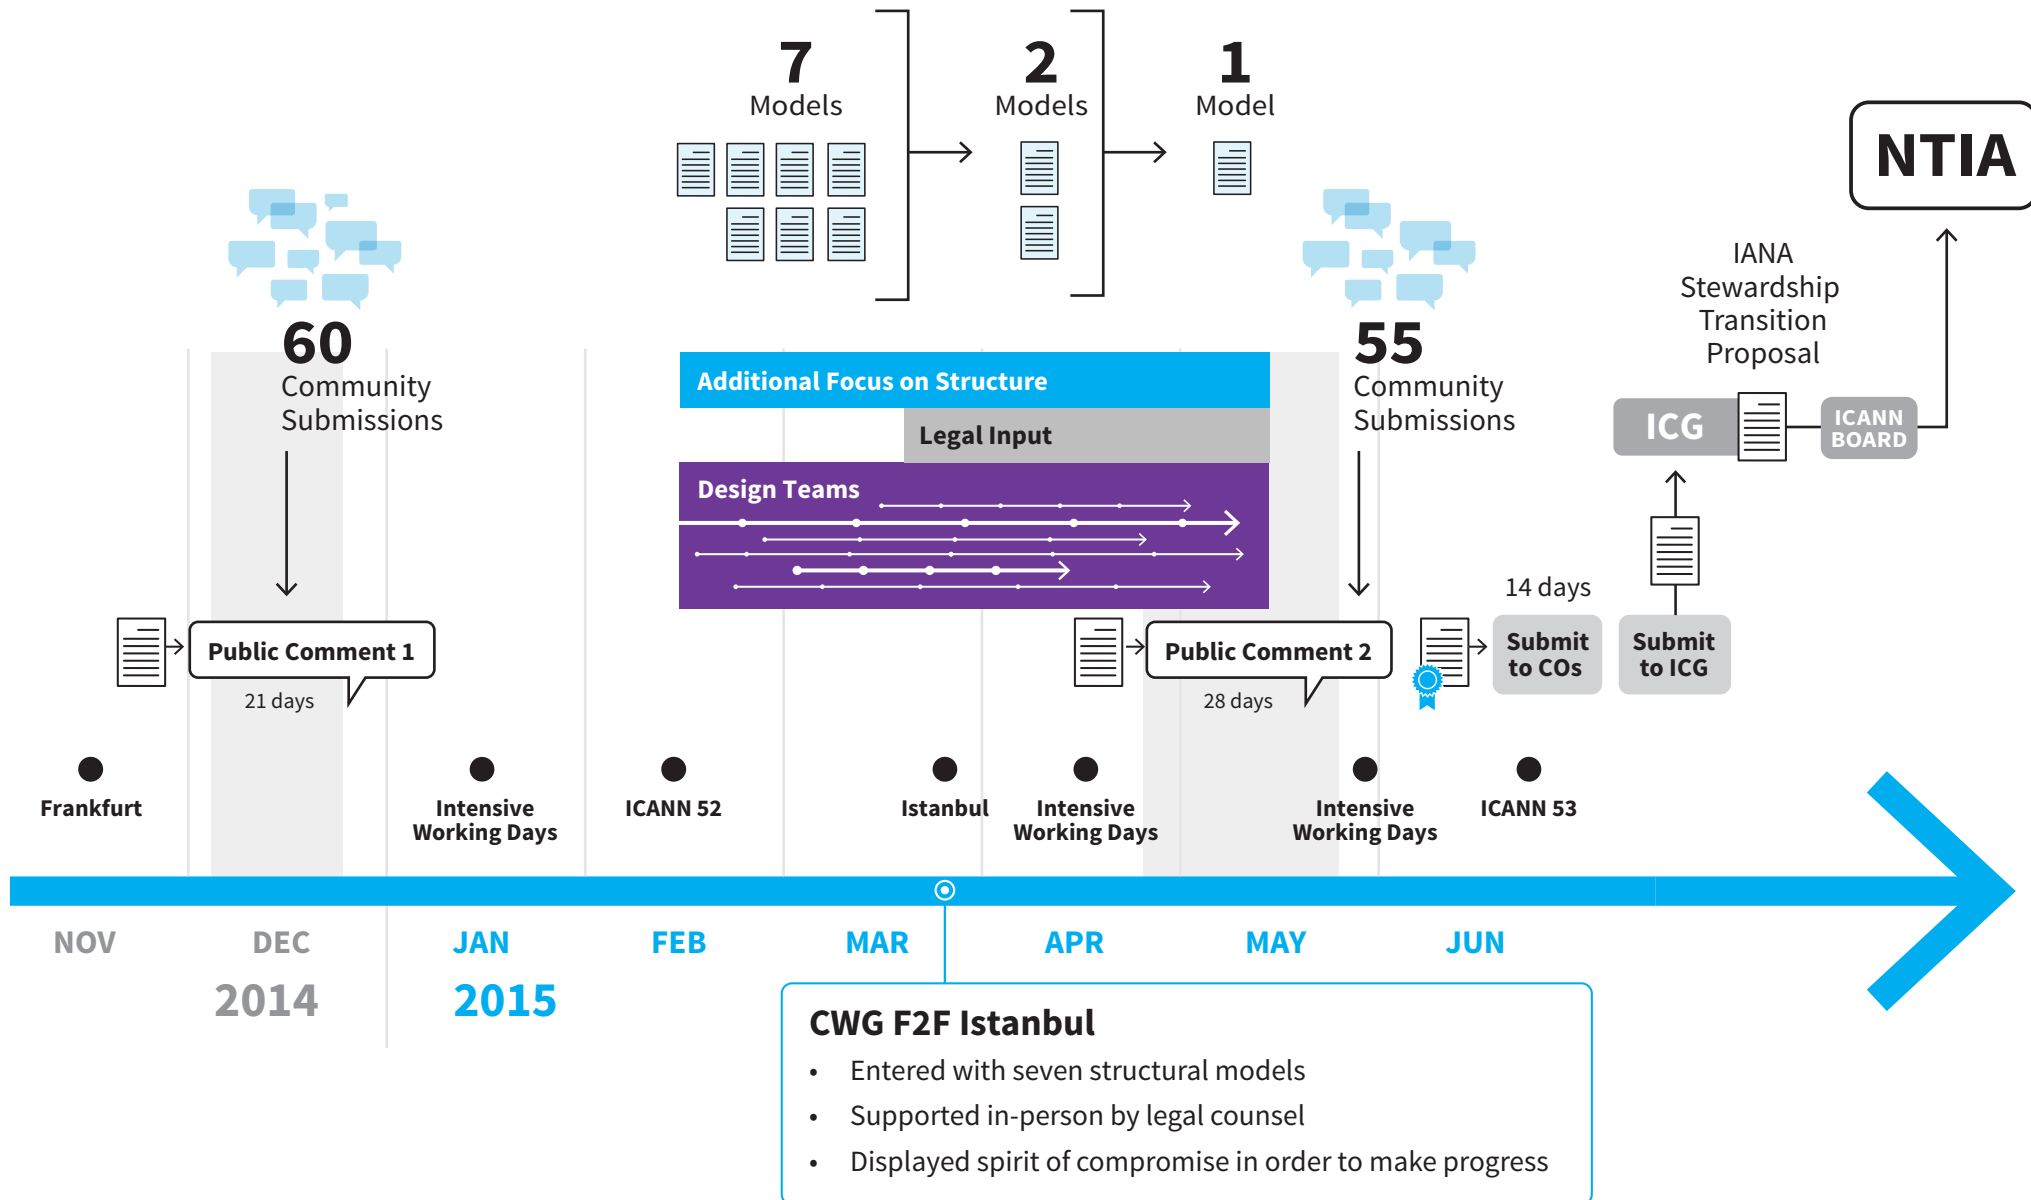 7
Models
2
Models
1
Model
NTIA
60
Community
Submissions
55
Community
Submissions
IANA
Stewardship
Transition
Proposal
Additional Focus on Structure
Legal Input
Design Teams
ICG
ICANN
BOARD
Public Comment 1
21 days
Public Comment 2
28 days
14 days
Submit
to COs
Submit
to ICG
Frankfurt
Intensive
Working Days
ICANN 52
Istanbul
Intensive
Working Days
Intensive
Working Days
ICANN 53
NOV
DEC
JAN
FEB
MAR
APR
MAY
JUN
2014
2015
CWG F2F Istanbul
• Entered with seven structural models
• Supported in-person by legal counsel
• Displayed spirit of compromise in order to make progress